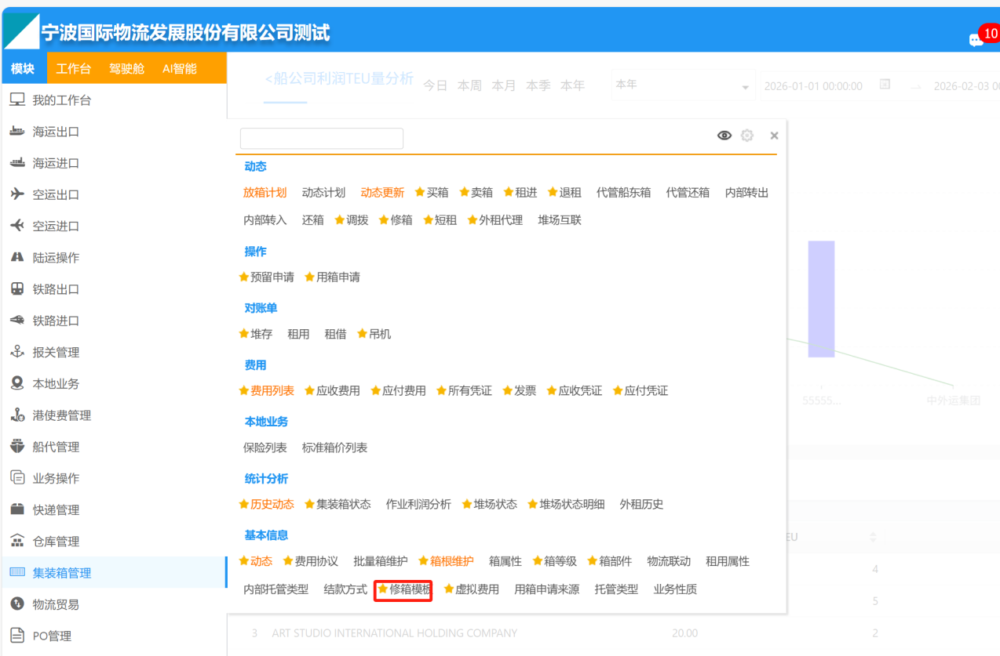 宁波国际物流发展股份有限公司测试
10
模块 工作台 驾驶舱 AI智能
<船公司利润TEU量分析 今日 本周 本月 本季 本年 本年 2026-01-01 00:00:00 → 2026-02-03 00
我的工作台
海运出口
海运进口
空运出口
空运进口
陆运操作
铁路出口
铁路进口
报关管理
本地业务
港使费管理
船代管理
业务操作
快递管理
仓库管理
集装箱管理
物流贸易
PO管理
动态
放箱计划 动态计划 动态更新 买箱 卖箱 租进 退租 代管船东箱 代管还箱 内部转出
内部转入 还箱 调拨 修箱 短租 外租代理 堆场互联
操作
预留申请 用箱申请
对账单
堆存 租用 租借 吊机
费用
费用列表 应收费用 应付费用 所有凭证 发票 应收凭证 应付凭证
本地业务
保险列表 标准箱价列表
统计分析
历史动态 集装箱状态 作业利润分析 堆场状态 堆场状态明细 外租历史
基本信息
动态 费用协议 批量箱维护 箱根维护 箱属性 箱等级 箱部件 物流联动 租用属性
内部托管类型 结款方式 修箱模板 虚拟费用 用箱申请来源 托管类型 业务性质
55555... 中外运集团
EU
4
5
3 ART STUDIO INTERNATIONAL HOLDING COMPANY 20.00 2